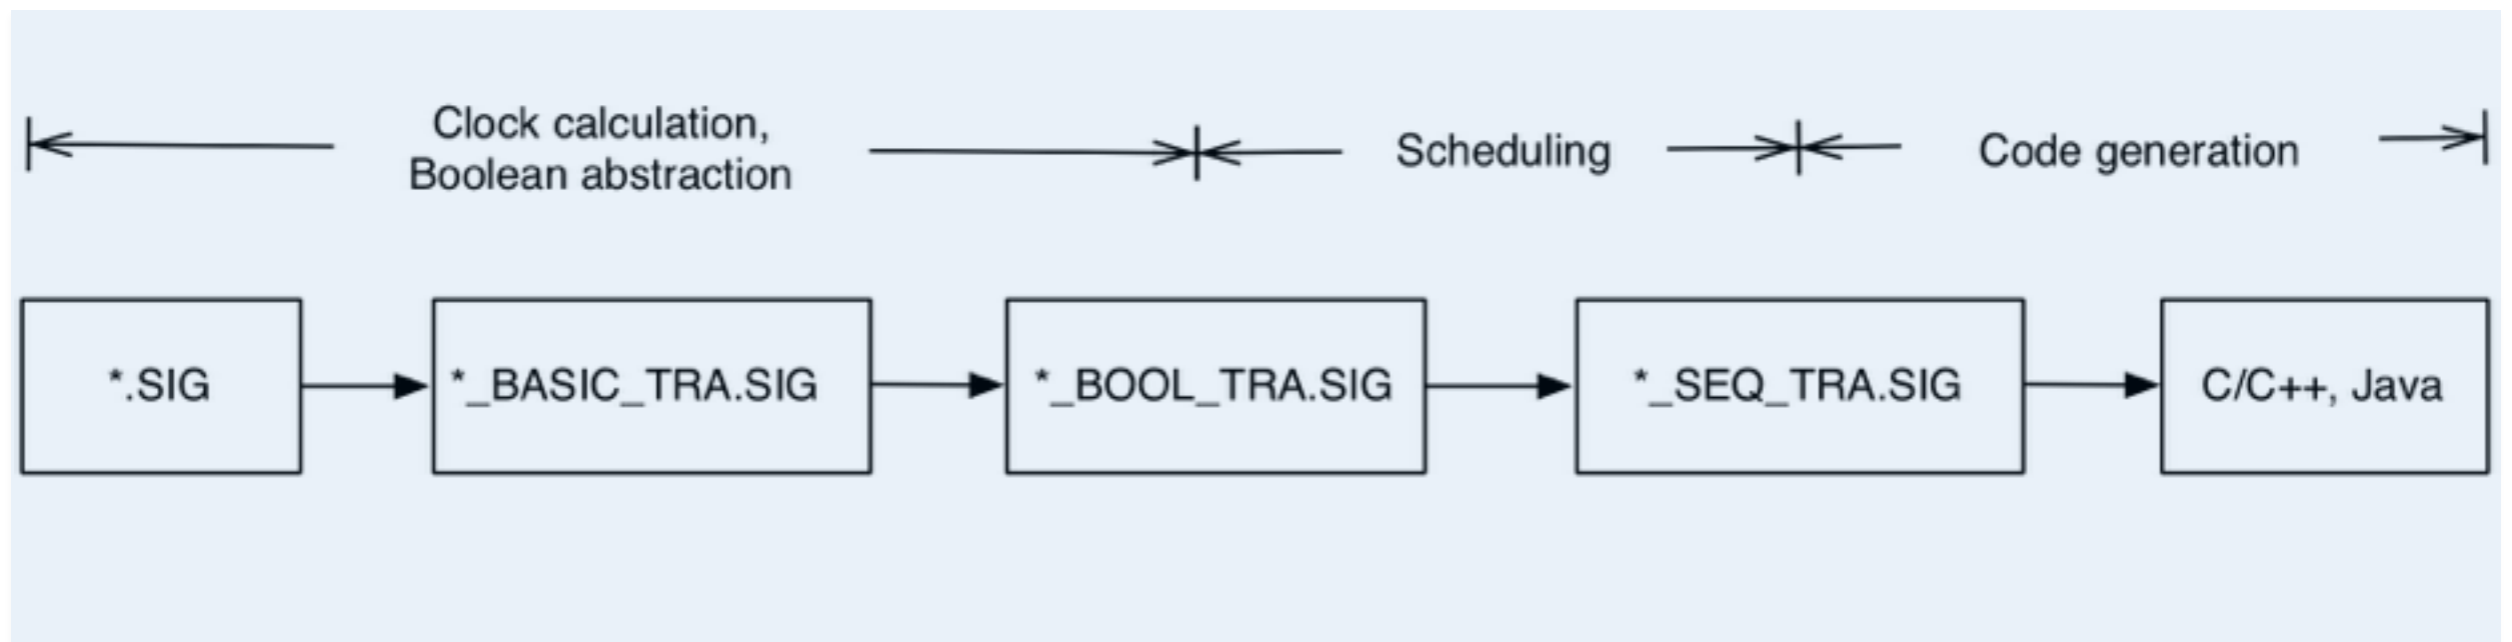 Clock calculation,
Boolean abstraction
Scheduling
Code generation
*.SIG
*_BASIC_TRA.SIG
*_BOOL_TRA.SIG
*_SEQ_TRA.SIG
C/C++, Java